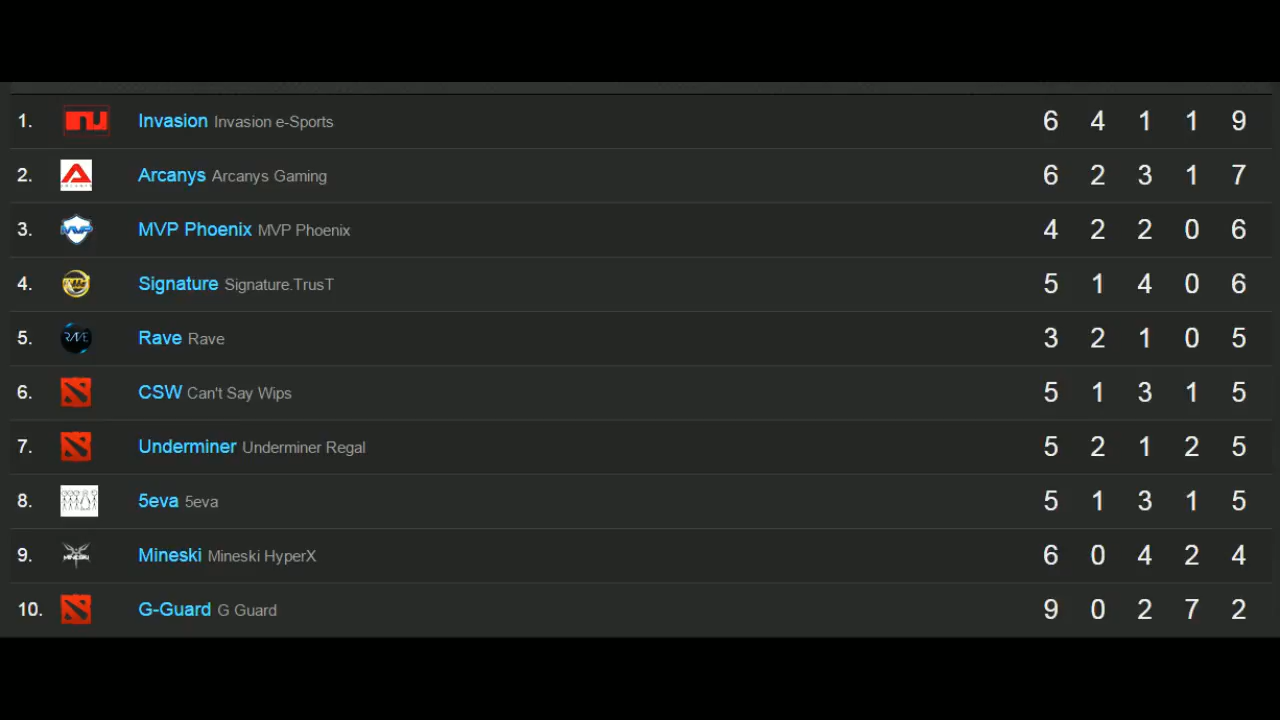 1. Invasion Invasion e-Sports 6 4 1 1 9
2. Arcanys Arcanys Gaming 6 2 3 1 7
3. MVP MVP Phoenix MVP Phoenix 4 2 2 0 6
4. Signature Signature.TrusT 5 1 4 0 6
5. RAVE Rave Rave 3 2 1 0 5
6. CSW Can't Say Wips 5 1 3 1 5
7. Underminer Underminer Regal 5 2 1 2 5
8. 5eva 5eva 5 1 3 1 5
9. Mineski Mineski HyperX 6 0 4 2 4
10. G-Guard G Guard 9 0 2 7 2